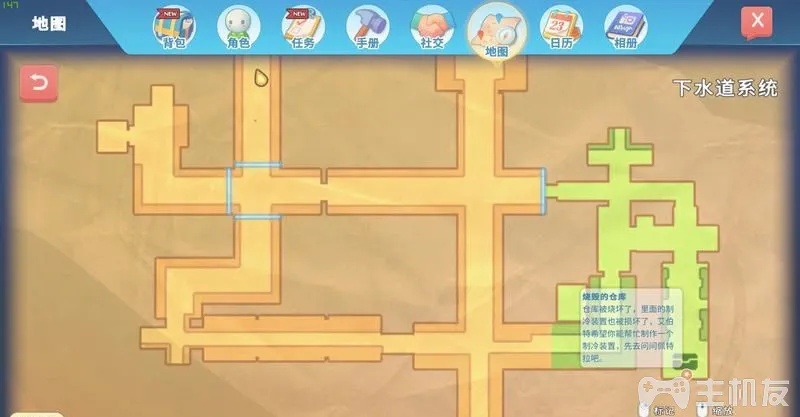 147
地图
NEW
NEW
背包
角色
任务
手册
社交
地图
日历
相册
X
下水道系统
烧毁的仓库
仓库被烧坏了，里面的制
冷装置也被损坏了，艾伯
特希望你能帮忙制作一个
制冷装置，先去问问佩特
拉吧。
标记
缩放
主机友